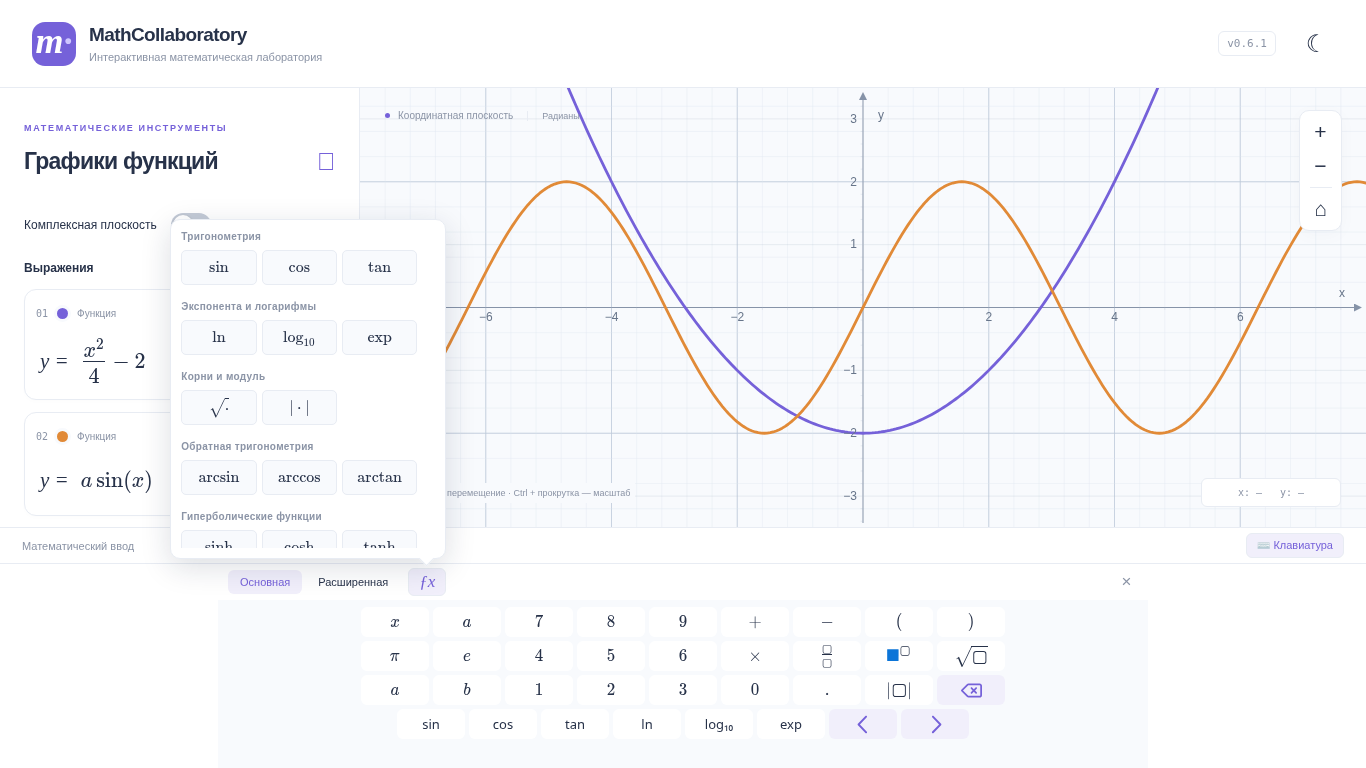 m
MathCollaboratory
Интерактивная математическая лаборатория
v0.6.1
МАТЕМАТИЧЕСКИЕ ИНСТРУМЕНТЫ
Графики функций
Комплексная плоскость
Выражения
01 Функция
y = x²/4 − 2
02 Функция
y = a sin(x)
Тригонометрия
sin cos tan
Экспонента и логарифмы
ln log₁₀ exp
Корни и модуль
√· | · |
Обратная тригонометрия
arcsin arccos arctan
Гиперболические функции
sinh cosh tanh
Координатная плоскость Радианы
y
x
3
2
1
−1
−2
−3
−6 −4 −2 2 4 6
+
−
⌂
перемещение · Ctrl + прокрутка — масштаб
x: — y: —
Математический ввод
Клавиатура
Основная Расширенная ƒx ×
x a 7 8 9 + − ( )
π e 4 5 6 × ▢/▢ ■▢ √▢
a b 1 2 3 0 . |▢| ⌫
sin cos tan ln log₁₀ exp < >